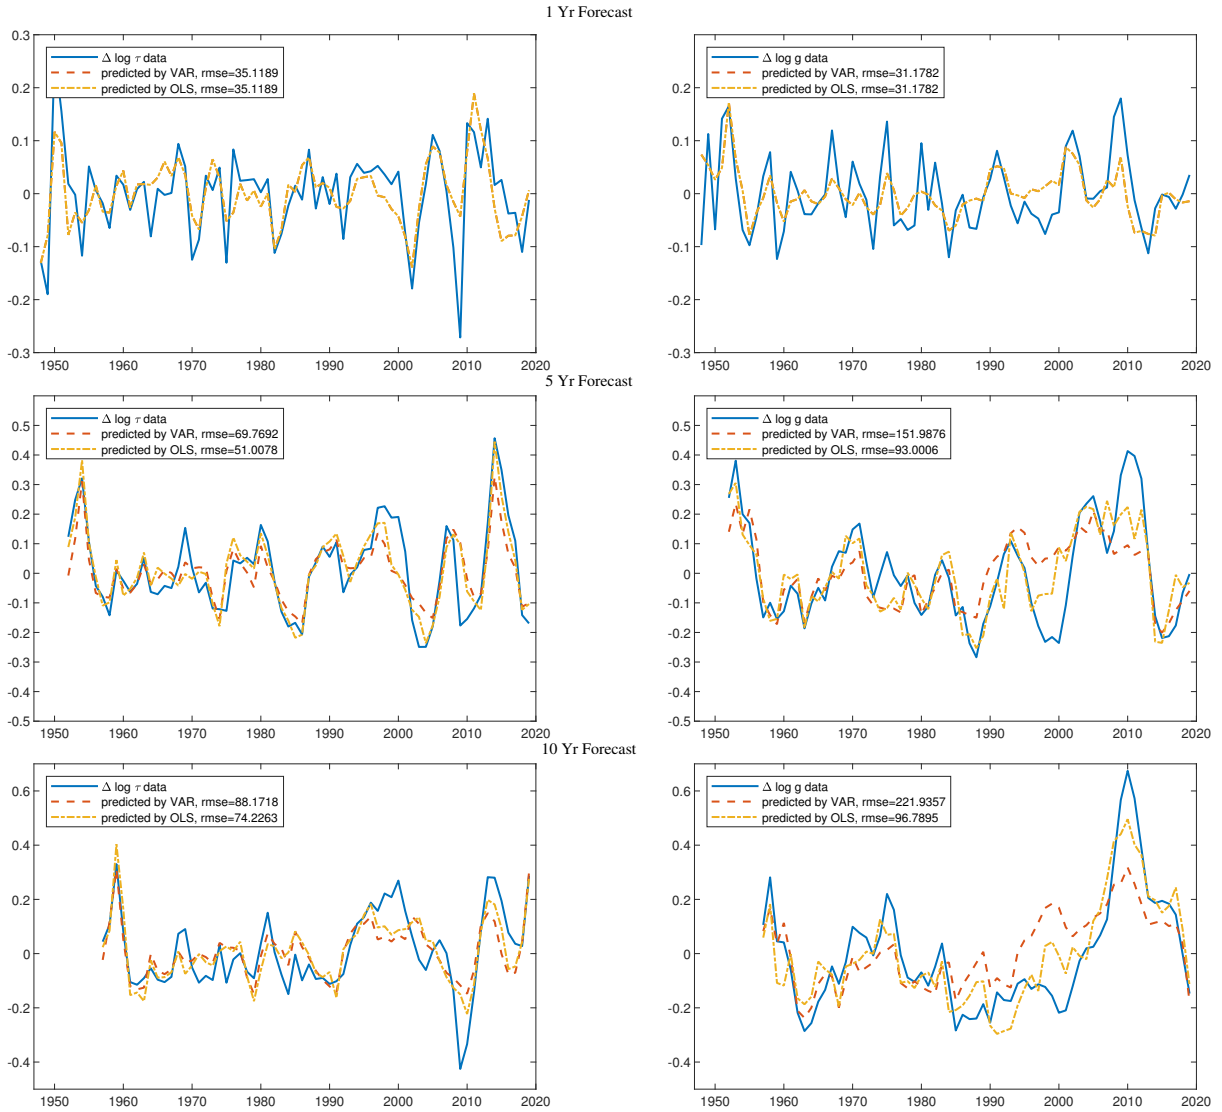 1 Yr Forecast
Δ log τ data
predicted by VAR, rmse=35.1189
predicted by OLS, rmse=35.1189
0.3
0.2
0.1
0
-0.1
-0.2
-0.3
1950 1960 1970 1980 1990 2000 2010 2020
Δ log g data
predicted by VAR, rmse=31.1782
predicted by OLS, rmse=31.1782
0.2
0.1
0
-0.1
-0.2
-0.3
1950 1960 1970 1980 1990 2000 2010 2020
5 Yr Forecast
Δ log τ data
predicted by VAR, rmse=69.7692
predicted by OLS, rmse=51.0078
0.5
0.4
0.3
0.2
0.1
0
-0.1
-0.2
-0.3
-0.4
-0.5
1950 1960 1970 1980 1990 2000 2010 2020
Δ log g data
predicted by VAR, rmse=151.9876
predicted by OLS, rmse=93.0006
0.5
0.4
0.3
0.2
0.1
0
-0.1
-0.2
-0.3
-0.4
-0.5
1950 1960 1970 1980 1990 2000 2010 2020
10 Yr Forecast
Δ log τ data
predicted by VAR, rmse=88.1718
predicted by OLS, rmse=74.2263
0.6
0.4
0.2
0
-0.2
-0.4
1950 1960 1970 1980 1990 2000 2010 2020
Δ log g data
predicted by VAR, rmse=221.9357
predicted by OLS, rmse=96.7895
0.6
0.4
0.2
0
-0.2
-0.4
1950 1960 1970 1980 1990 2000 2010 2020